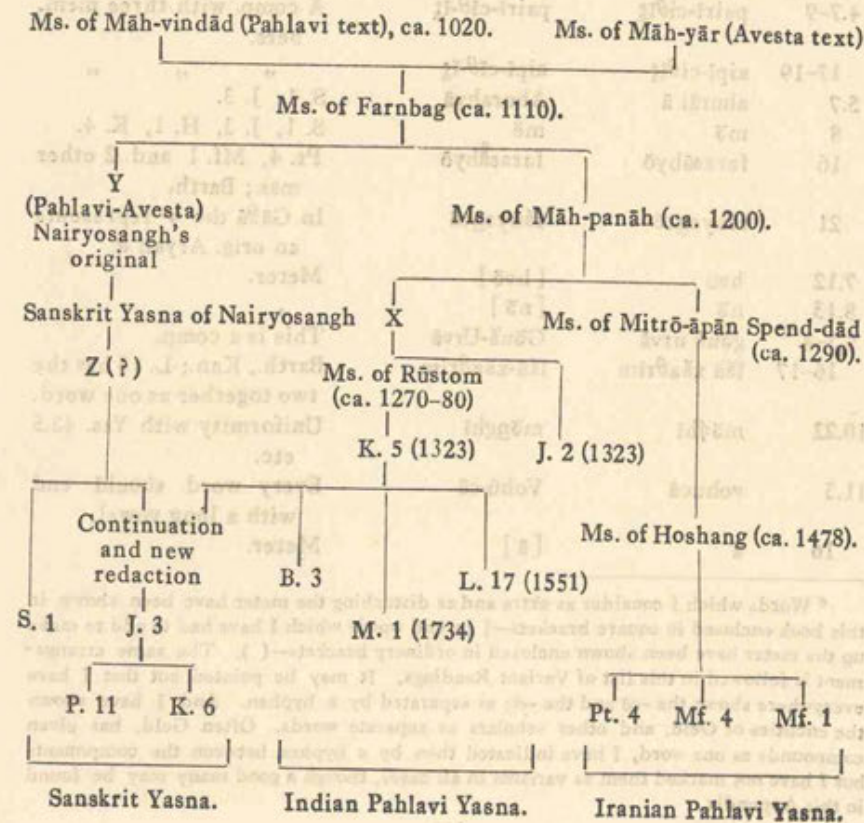 Ms. of Māh-vindād (Pahlavi text), ca. 1020.
Ms. of Māh-yār (Avesta text)
Ms. of Farnbag (ca. 1110).
Y
(Pahlavi-Avesta)
Nairyosangh's
original
Ms. of Māh-panāh (ca. 1200).
Sanskrit Yasna of Nairyosangh
X
Ms. of Mitrō-āpān Spend-dād
(ca. 1290).
Z (?)
Ms. of Rūstom
(ca. 1270–80)
K. 5 (1323)
J. 2 (1323)
Continuation
and new
redaction
Ms. of Hoshang (ca. 1478).
B. 3
L. 17 (1551)
S. 1
J. 3
M. 1 (1734)
P. 11
K. 6
Pt. 4
Mf. 4
Mf. 1
Sanskrit Yasna.
Indian Pahlavi Yasna.
Iranian Pahlavi Yasna.